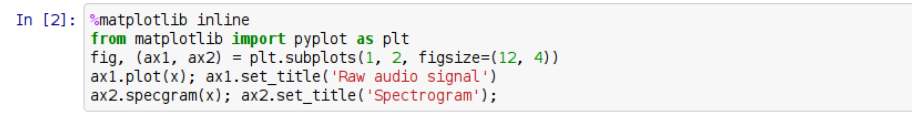 In [2]: %matplotlib inline
from matplotlib import pyplot as plt
fig, (ax1, ax2) = plt.subplots(1, 2, figsize=(12, 4))
ax1.plot(x); ax1.set_title('Raw audio signal')
ax2.specgram(x); ax2.set_title('Spectrogram');